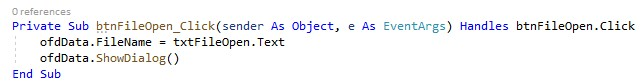 0 references
Private Sub btnFileOpen_Click(sender As Object, e As EventArgs) Handles btnFileOpen.Click
ofdData.FileName = txtFileOpen.Text
ofdData.ShowDialog()
End Sub